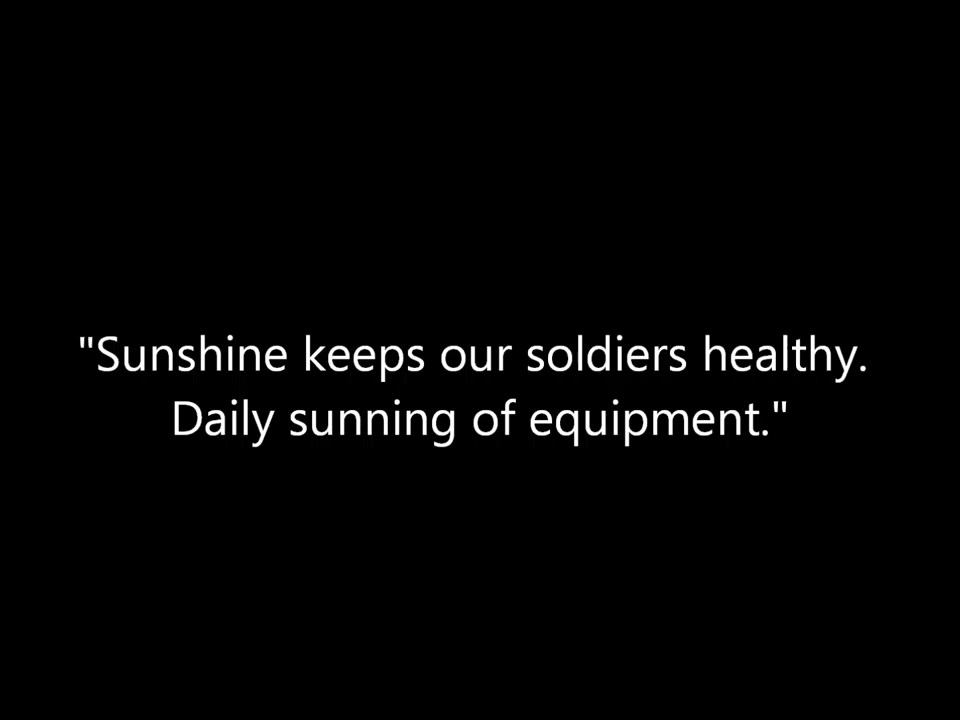 "Sunshine keeps our soldiers healthy.
Daily sunning of equipment."